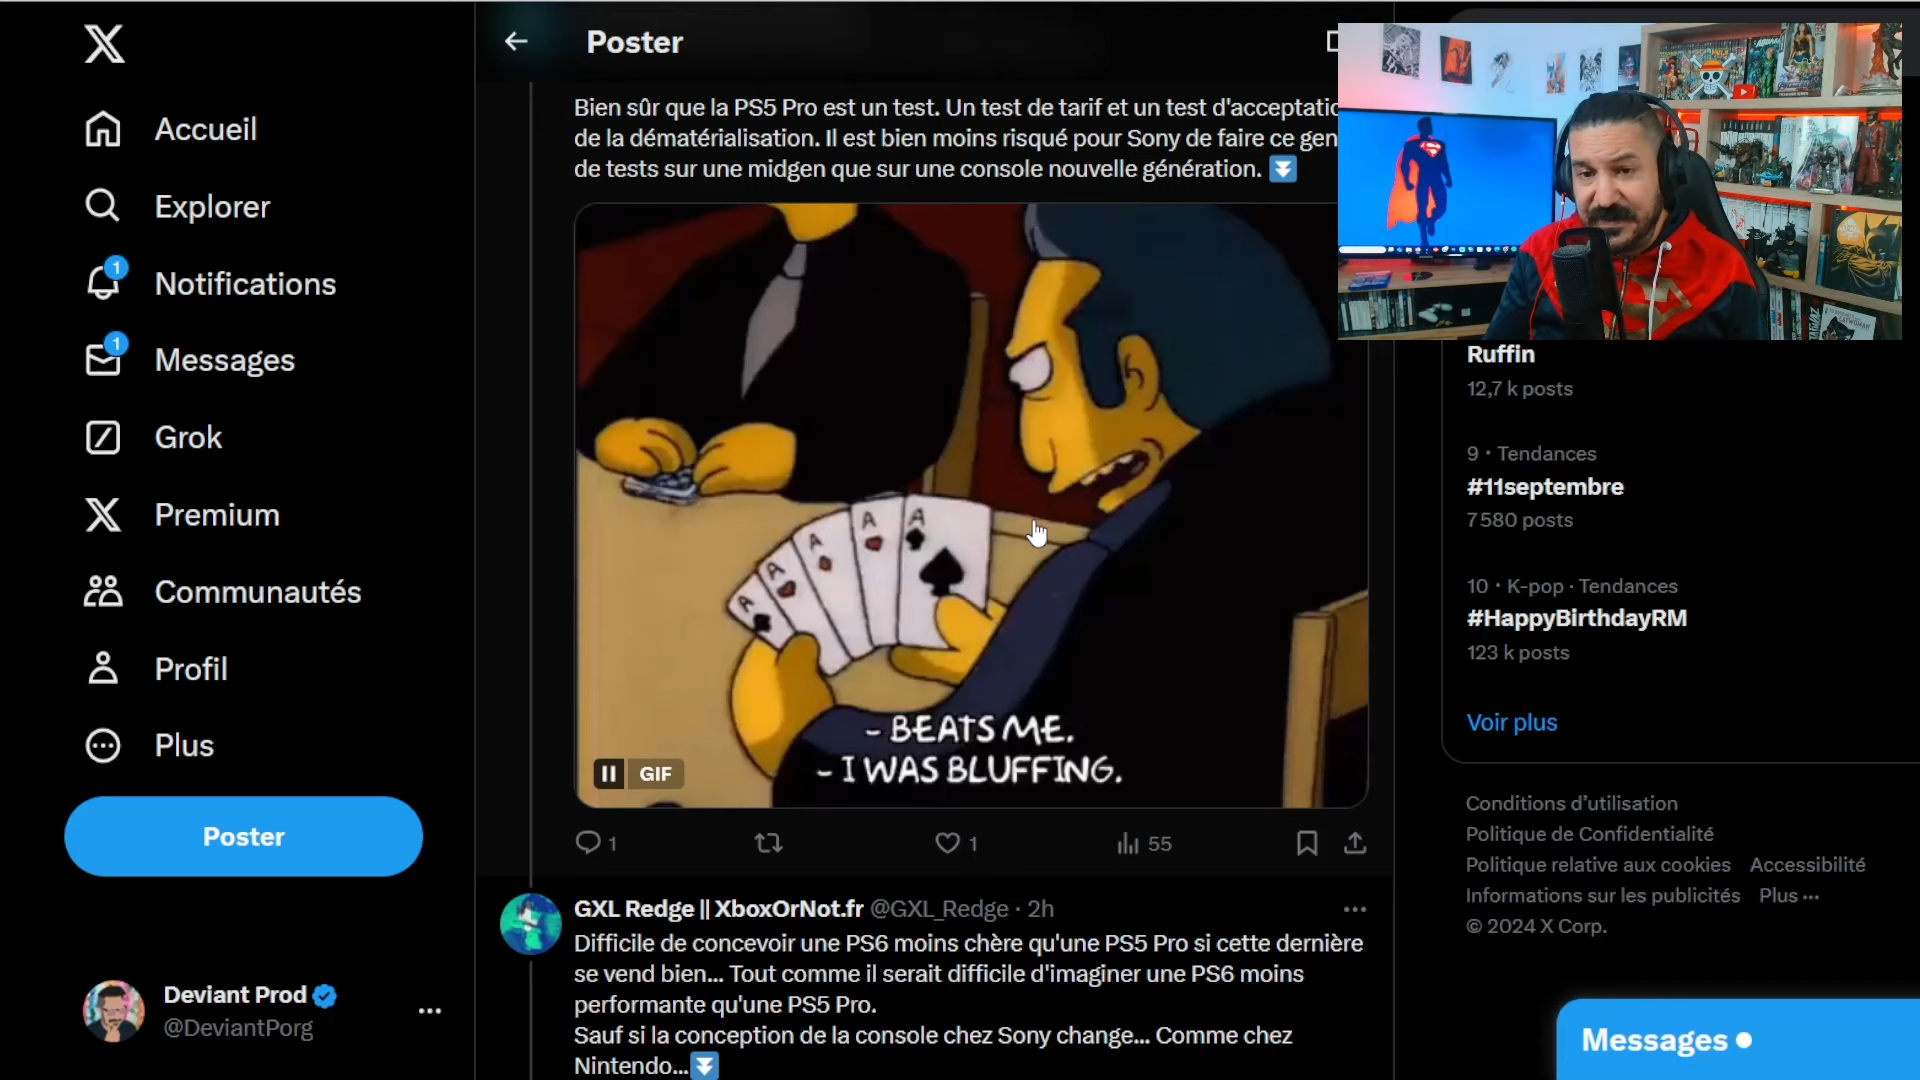 Poster
Accueil
Explorer
1
Notifications
1
Messages
Grok
Premium
Communautés
Profil
Plus
Poster
Deviant Prod
@DeviantPorg
Bien sûr que la PS5 Pro est un test. Un test de tarif et un test d'acceptatio
de la dématérialisation. Il est bien moins risqué pour Sony de faire ce gen
de tests sur une midgen que sur une console nouvelle génération.
A A A A A
- BEATS ME.
- I WAS BLUFFING.
GIF
1 1 55
GXL Redge || XboxOrNot.fr @GXL_Redge · 2h
Difficile de concevoir une PS6 moins chère qu'une PS5 Pro si cette dernière
se vend bien... Tout comme il serait difficile d'imaginer une PS6 moins
performante qu'une PS5 Pro.
Sauf si la conception de la console chez Sony change... Comme chez
Nintendo...
Ruffin
12,7 k posts
9 · Tendances
#11septembre
7 580 posts
10 · K-pop · Tendances
#HappyBirthdayRM
123 k posts
Voir plus
Conditions d'utilisation
Politique de Confidentialité
Politique relative aux cookies Accessibilité
Informations sur les publicités Plus ...
© 2024 X Corp.
Messages